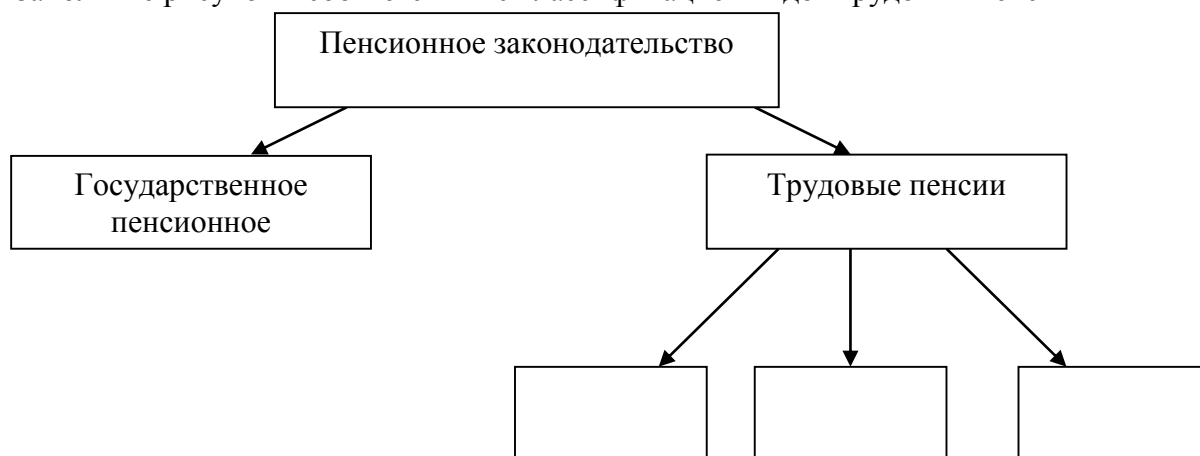 Пенсионное законодательство
Государственное
пенсионное
Трудовые пенсии